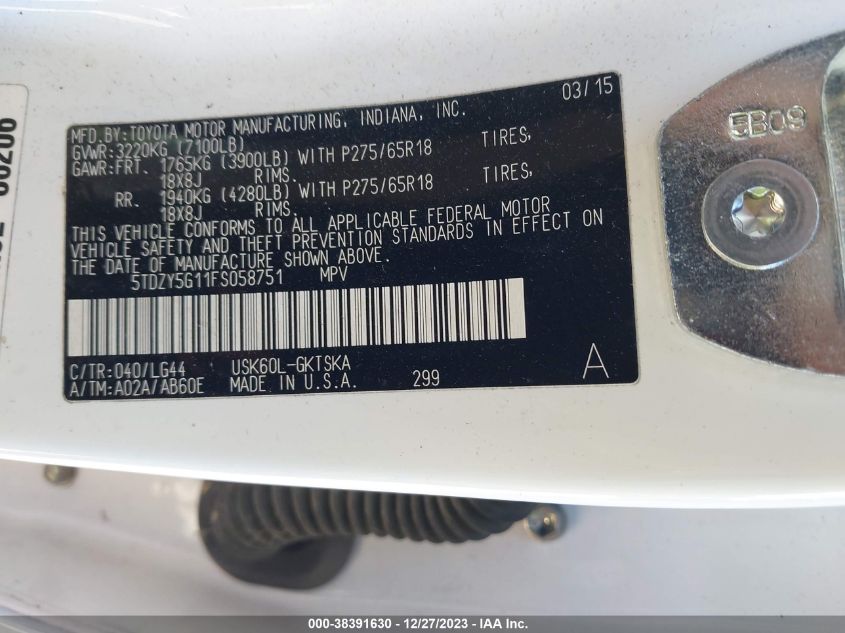 MFD.BY:TOYOTA MOTOR MANUFACTURING, INDIANA, INC. 03/15
GVWR:3220KG (7100LB)
GAWR:FRT. 1765KG (3900LB) WITH P275/65R18 TIRES,
18X8J RIMS.
RR. 1940KG (4280LB) WITH P275/65R18 TIRES,
18X8J RIMS.
THIS VEHICLE CONFORMS TO ALL APPLICABLE FEDERAL MOTOR
VEHICLE SAFETY AND THEFT PREVENTION STANDARDS IN EFFECT ON
THE DATE OF MANUFACTURE SHOWN ABOVE.
5TDZY5G11FS058751 MPV
C/TR:040/LG44 USK60L-GKTSKA
A/TM:A02A/AB60E MADE IN U.S.A. 299 A
5B09
000-38391630 - 12/27/2023 - IAA Inc.